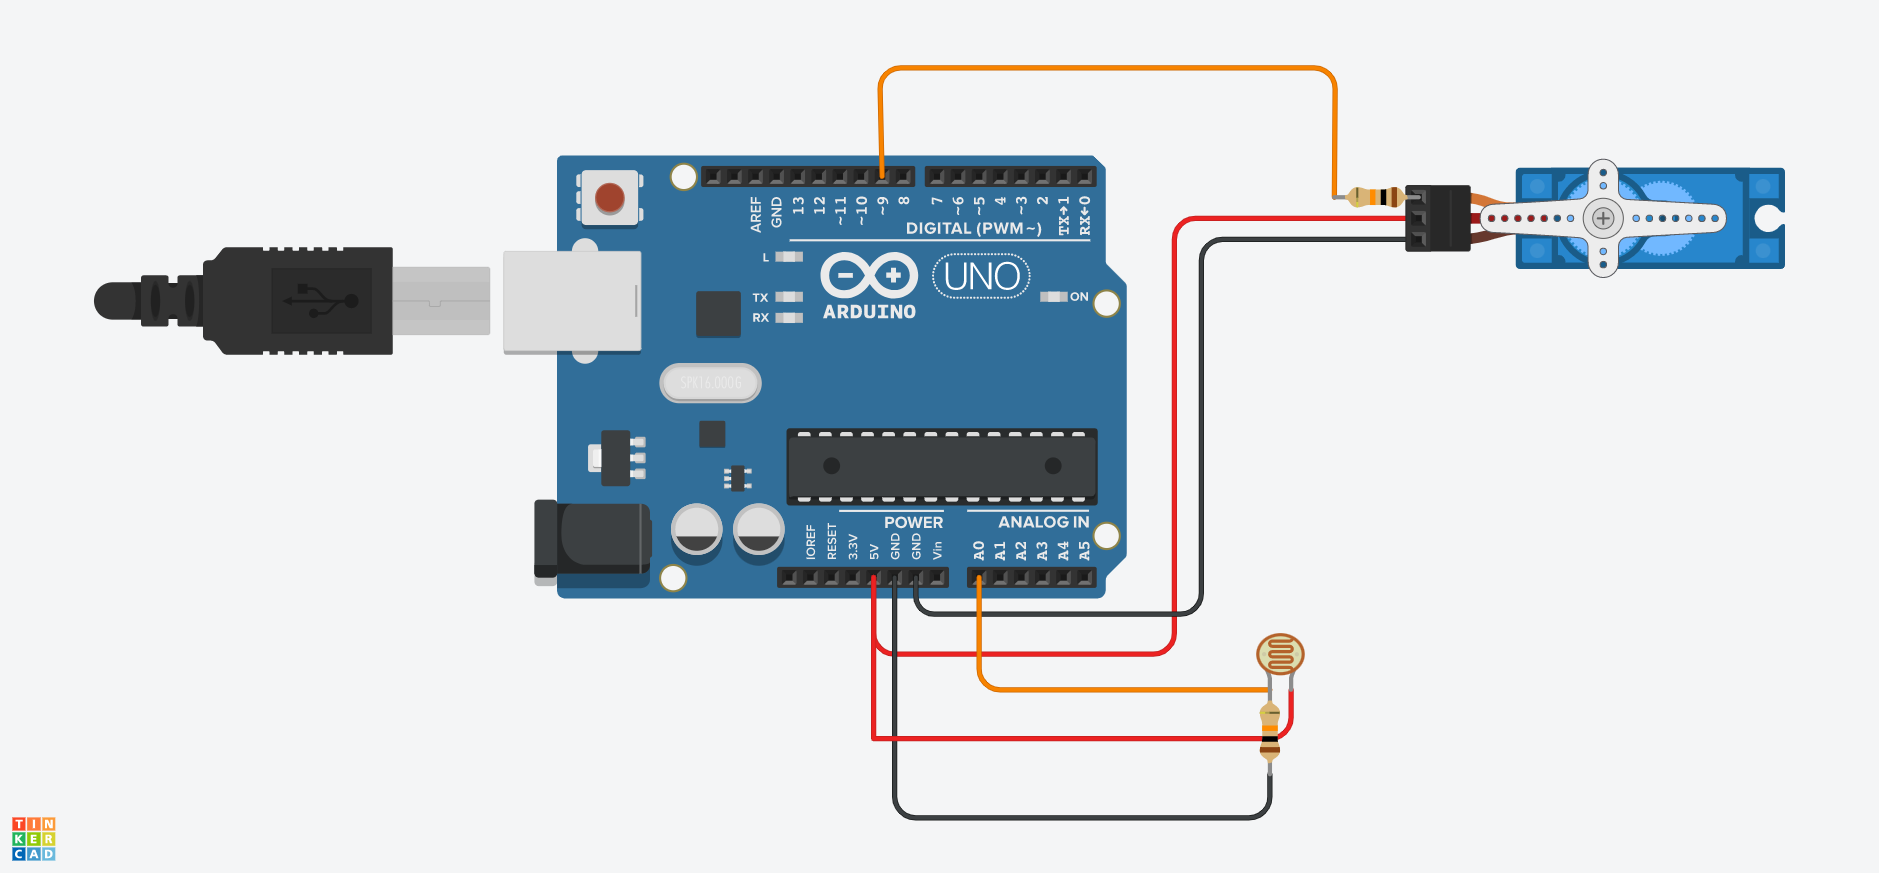 AREF
GND
13
12
~11
~10
~9
8
7
~6
~5
4
~3
2
TX→1
RX←0
DIGITAL (PWM~)
L
TX
RX
ARDUINO
UNO
ON
SPK16.000G
POWER
ANALOG IN
IOREF
RESET
3.3V
5V
GND
GND
Vin
A0
A1
A2
A3
A4
A5
TIN
KER
CAD